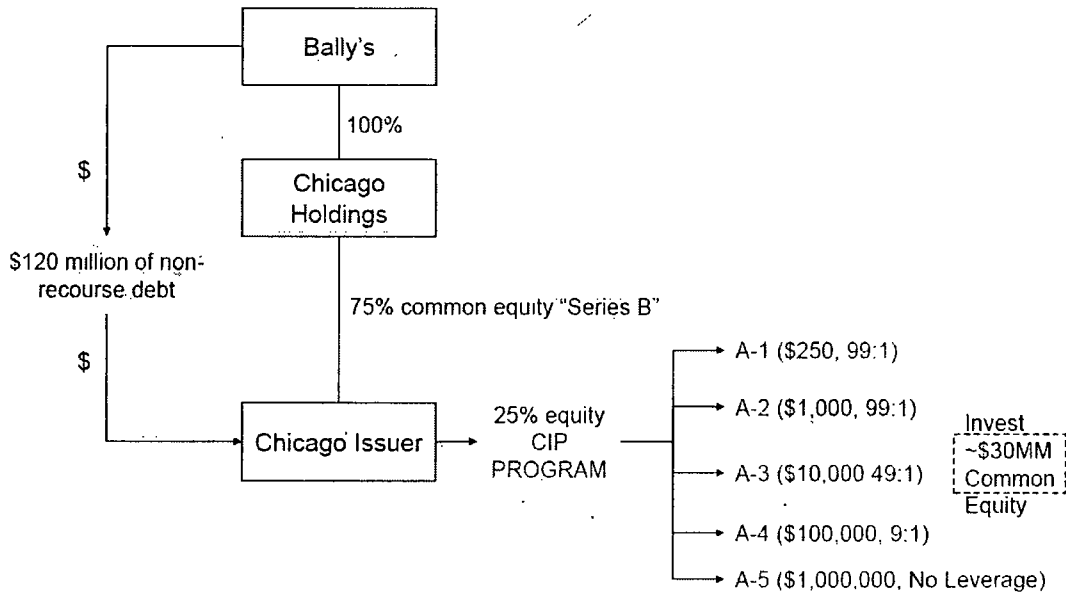 Bally's
100%
$
Chicago
Holdings
$120 million of non-
recourse debt
75% common equity "Series B"
$
Chicago Issuer
25% equity
CIP
PROGRAM
A-1 ($250, 99:1)
A-2 ($1,000, 99:1)
A-3 ($10,000 49:1)
A-4 ($100,000, 9:1)
A-5 ($1,000,000, No Leverage)
Invest
~$30MM
Common
Equity